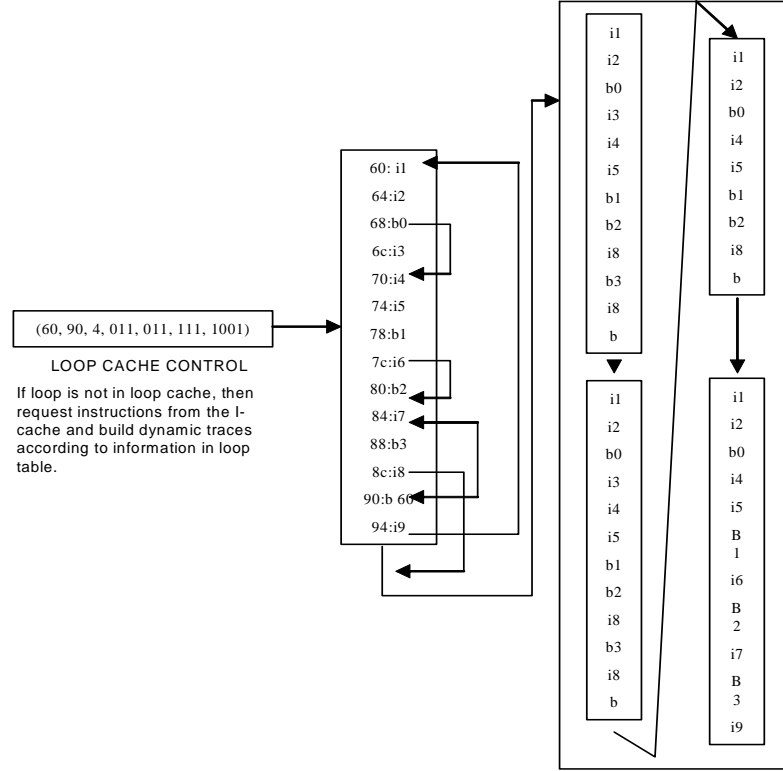 (60, 90, 4, 011, 011, 111, 1001)
LOOP CACHE CONTROL
If loop is not in loop cache, then
request instructions from the I-
cache and build dynamic traces
according to information in loop
table.
60: i1
64:i2
68:b0
6c:i3
70:i4
74:i5
78:b1
7c:i6
80:b2
84:i7
88:b3
8c:i8
90:b 60
94:i9
i1
i2
b0
i3
i4
i5
b1
b2
i8
b3
i8
b
i1
i2
b0
i3
i4
i5
b1
b2
i8
b3
i8
b
i1
i2
b0
i4
i5
b1
b2
i8
b
i1
i2
b0
i4
i5
B
1
i6
B
2
i7
B
3
i9